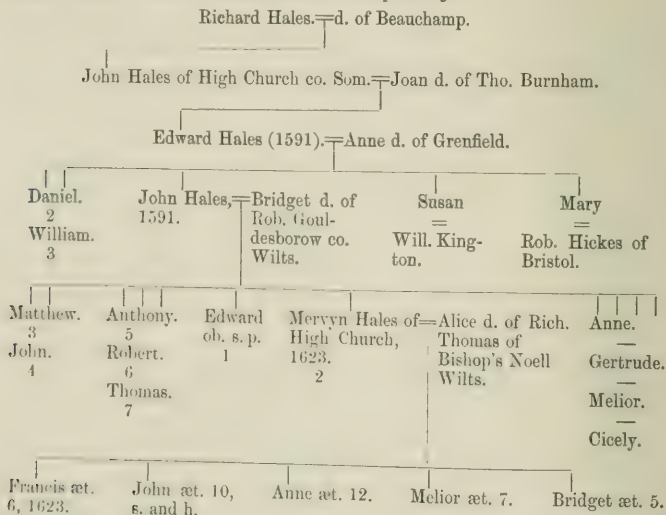 Richard Hales.=d. of Beauchamp.
John Hales of High Church co. Som.=Joan d. of Tho. Burnham.
Edward Hales (1591).=Anne d. of Grenfield.
Daniel.
2
William.
3
John Hales,=Bridget d. of
1591.
Rob. Goul-
desborow co.
Wilts.
Susan
=
Will. King-
ton.
Mary
=
Rob. Hickes of
Bristol.
Matthew.
3
John.
4
Anthony.
5
Robert.
6
Thomas.
7
Edward
ob. s. p.
1
Mervyn Hales of=Alice d. of Rich.
High Church,
1623.
2
Thomas of
Bishop's Noell
Wilts.
Anne.
—
Gertrude.
—
Melior.
—
Cicely.
Francis æt.
6, 1623.
John æt. 10,
s. and h.
Anne æt. 12.
Melior æt. 7.
Bridget æt. 5.